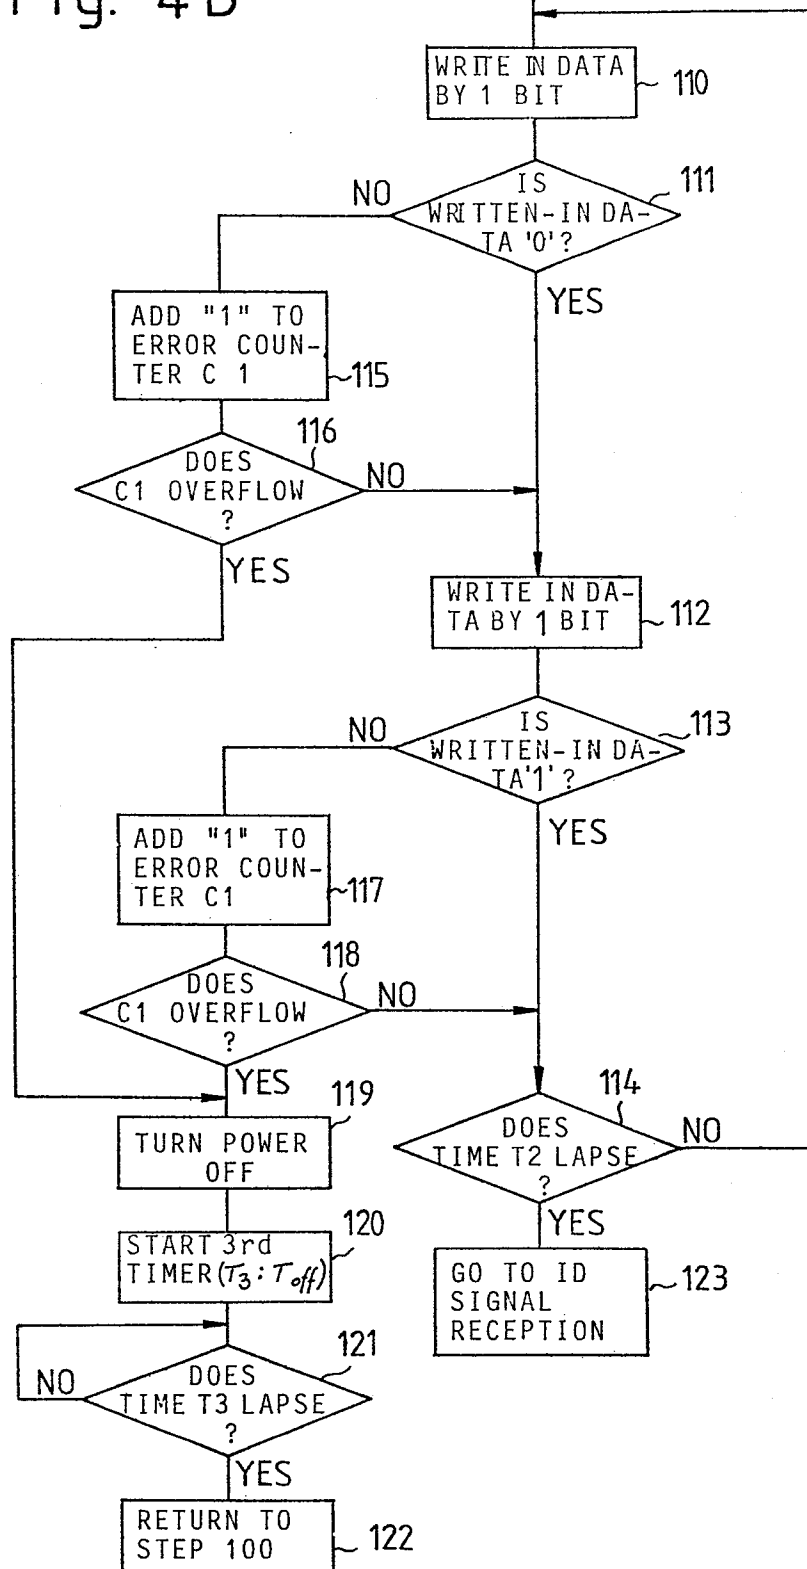 Fig. 4B
WRITE IN DATA
BY 1 BIT
110
IS
WRITTEN-IN DA-
TA '0'?
111
NO
YES
ADD "1" TO
ERROR COUN-
TER C 1
115
DOES
C1 OVERFLOW
?
116
NO
YES
WRITE IN DA-
TA BY 1 BIT
112
IS
WRITTEN-IN DA-
TA'1'?
113
NO
YES
ADD "1" TO
ERROR COUN-
TER C1
117
DOES
C1 OVERFLOW
?
118
NO
YES
TURN POWER
OFF
119
DOES
TIME T2 LAPSE
?
114
NO
YES
START 3rd
TIMER(T3:Toff)
120
GO TO ID
SIGNAL
RECEPTION
123
DOES
TIME T3 LAPSE
?
121
NO
YES
RETURN TO
STEP 100
122